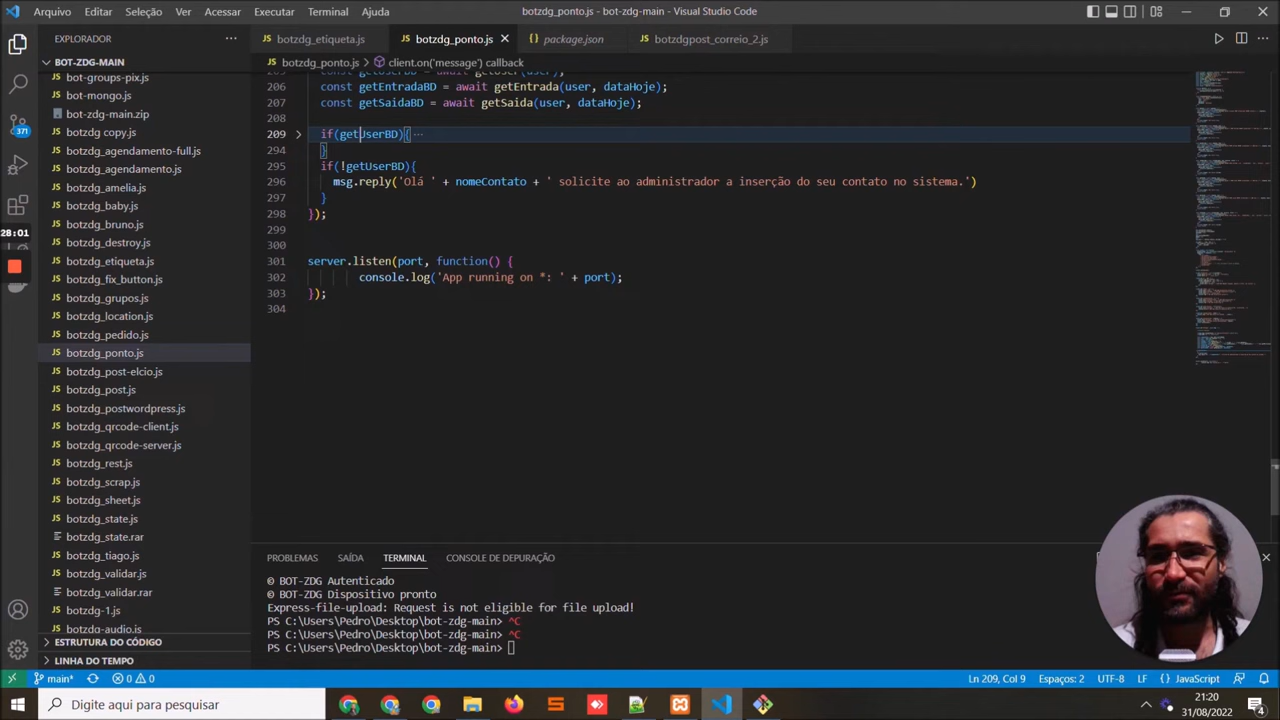 Arquivo Editar Seleção Ver Acessar Executar Terminal Ajuda
botzdg_ponto.js - bot-zdg-main - Visual Studio Code
EXPLORADOR
botzdg_etiqueta.js
botzdg_ponto.js
package.json
botzdgpost_correio_2.js
BOT-ZDG-MAIN
botzdg_ponto.js > client.on('message') callback
bot-groups-pix.js
bot-mongo.js
bot-zdg-main.zip
botzdg copy.js
botzdg_agendamento-full.js
botzdg_agendamento.js
botzdg_amelia.js
botzdg_baby.js
botzdg_bruno.js
botzdg_destroy.js
botzdg_etiqueta.js
botzdg_fix_button.js
botzdg_grupos.js
botzdg_location.js
botzdg_pedido.js
botzdg_ponto.js
botzdg_post-elcio.js
botzdg_post.js
botzdg_postwordpress.js
botzdg_qrcode-client.js
botzdg_qrcode-server.js
botzdg_rest.js
botzdg_scrap.js
botzdg_sheet.js
botzdg_state.js
botzdg_state.rar
botzdg_tiago.js
botzdg_validar.js
botzdg_validar.rar
botzdg-1.js
botzdg-audio.js
ESTRUTURA DO CÓDIGO
LINHA DO TEMPO
371
28:01
205 const getUserBD = await getUser(user);
206 const getEntradaBD = await getEntrada(user, dataHoje);
207 const getSaidaBD = await getSaida(user, dataHoje);
208
209 if(getUserBD){ ...
294 }
295 if(!getUserBD){
296 msg.reply('Olá ' + nomeContato + ' solicite ao administrador a inserção do seu contato no sistema.')
297 }
298 });
299
300
301 server.listen(port, function() {
302 console.log('App running on *: ' + port);
303 });
304
PROBLEMAS SAÍDA TERMINAL CONSOLE DE DEPURAÇÃO
© BOT-ZDG Autenticado
© BOT-ZDG Dispositivo pronto
Express-file-upload: Request is not eligible for file upload!
PS C:\Users\Pedro\Desktop\bot-zdg-main> ^C
PS C:\Users\Pedro\Desktop\bot-zdg-main> ^C
PS C:\Users\Pedro\Desktop\bot-zdg-main>
main* 0 0 Ln 209, Col 9 Espaços: 2 UTF-8 LF {} JavaScript
Digite aqui para pesquisar
21:20
31/08/2022
4